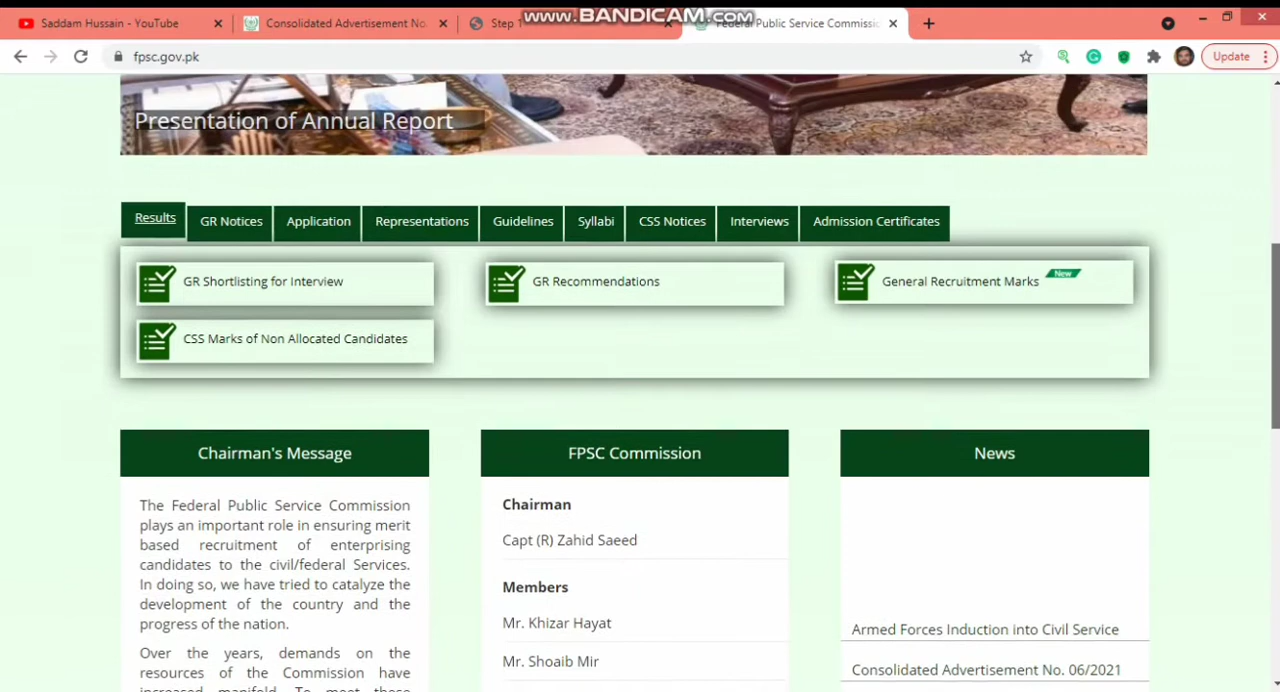 www.BANDICAM.com
Saddam Hussain - YouTube
Consolidated Advertisement No.
Step 1
Federal Public Service Commissio
fpsc.gov.pk
Update
Presentation of Annual Report
Results
GR Notices
Application
Representations
Guidelines
Syllabi
CSS Notices
Interviews
Admission Certificates
GR Shortlisting for Interview
GR Recommendations
General Recruitment Marks
New
CSS Marks of Non Allocated Candidates
Chairman's Message
The Federal Public Service Commission
plays an important role in ensuring merit
based recruitment of enterprising
candidates to the civil/federal Services.
In doing so, we have tried to catalyze the
development of the country and the
progress of the nation.
Over the years, demands on the
resources of the Commission have
increased manifold. To meet these
FPSC Commission
Chairman
Capt (R) Zahid Saeed
Members
Mr. Khizar Hayat
Mr. Shoaib Mir
News
Armed Forces Induction into Civil Service
Consolidated Advertisement No. 06/2021